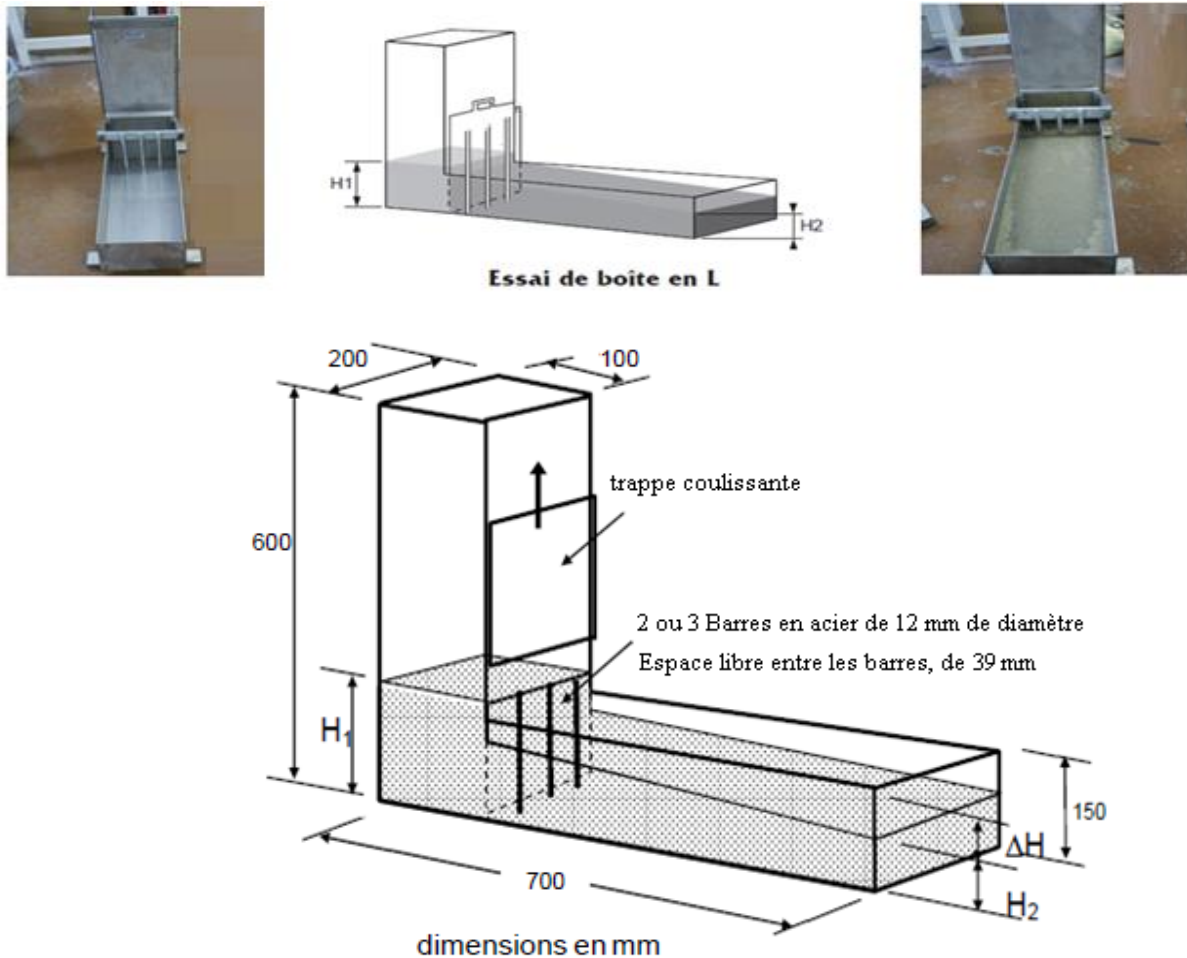 H1
H2
Essai de boîte en L
200
100
trappe coulissante
600
2 ou 3 Barres en acier de 12 mm de diamètre
Espace libre entre les barres, de 39 mm
H₁
150
ΔH
700
H₂
dimensions en mm